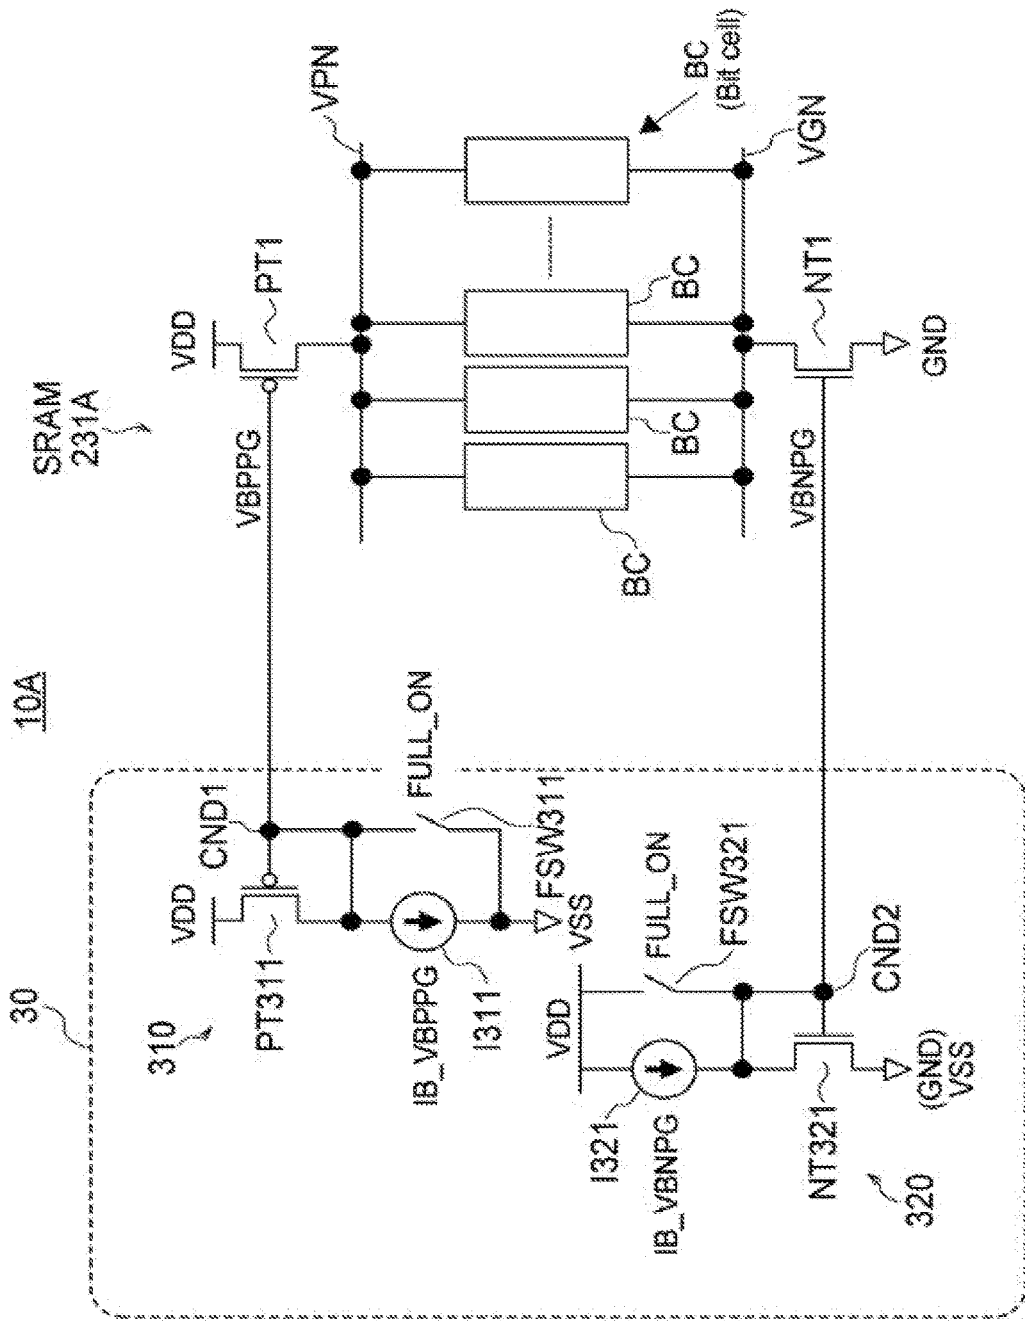 10A
30
SRAM
231A
310
VDD
PT311
CND1
VBPPG
VDD
PT1
VPN
IB_VBPPG
I311
FULL_ON
FSW311
VSS
BC
BC
BC
BC
(Bit cell)
VDD
I321
IB_VBNPG
FULL_ON
FSW321
VBNPG
VGN
NT1
GND
CND2
NT321
(GND)
VSS
320